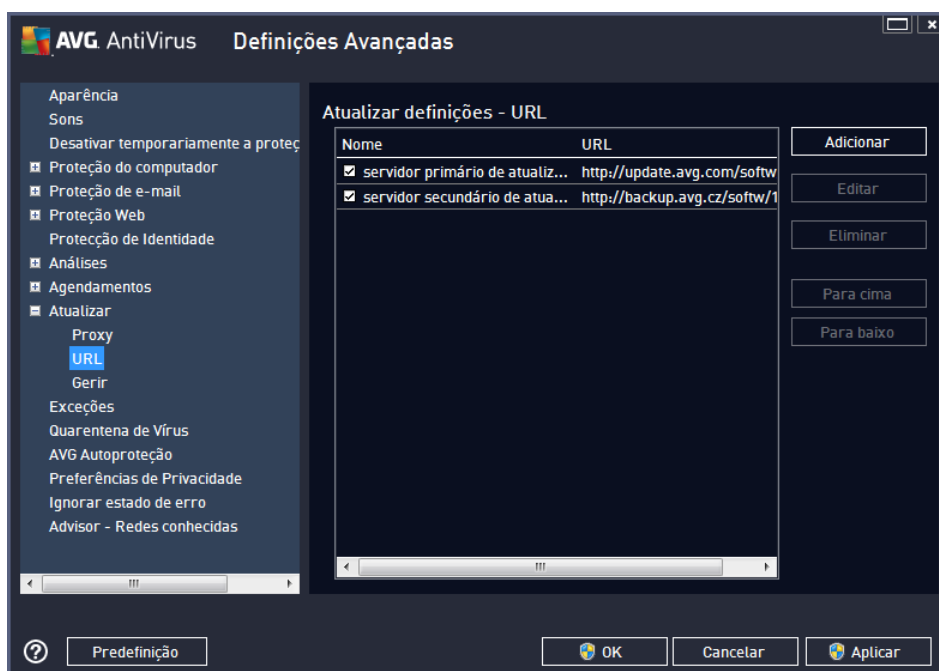 AVG AntiVirus Definições Avançadas
Aparência
Sons
Desativar temporariamente a proteç
Proteção do computador
Proteção de e-mail
Proteção Web
Protecção de Identidade
Análises
Agendamentos
Atualizar
Proxy
URL
Gerir
Exceções
Quarentena de Vírus
AVG Autoproteção
Preferências de Privacidade
Ignorar estado de erro
Advisor - Redes conhecidas
Atualizar definições - URL
Nome URL
servidor primário de atualiz... http://update.avg.com/softw
servidor secundário de atua... http://backup.avg.cz/softw/1
Adicionar
Editar
Eliminar
Para cima
Para baixo
Predefinição
OK
Cancelar
Aplicar